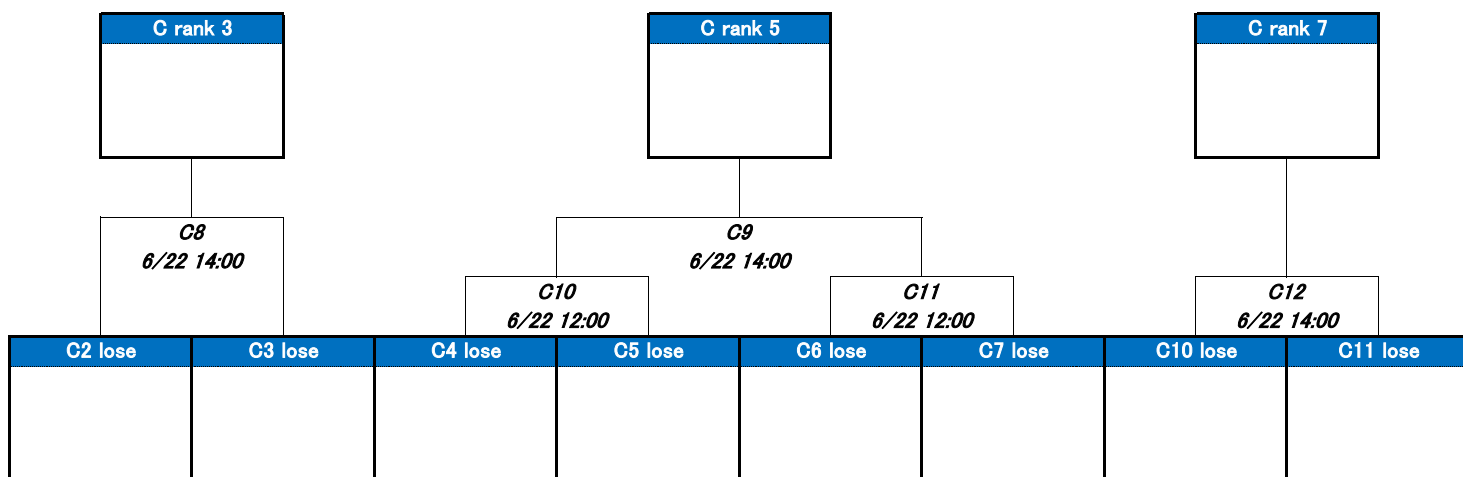 C rank 3
C rank 5
C rank 7
C8
6/22 14:00
C9
6/22 14:00
C10
6/22 12:00
C11
6/22 12:00
C12
6/22 14:00
C2 lose
C3 lose
C4 lose
C5 lose
C6 lose
C7 lose
C10 lose
C11 lose